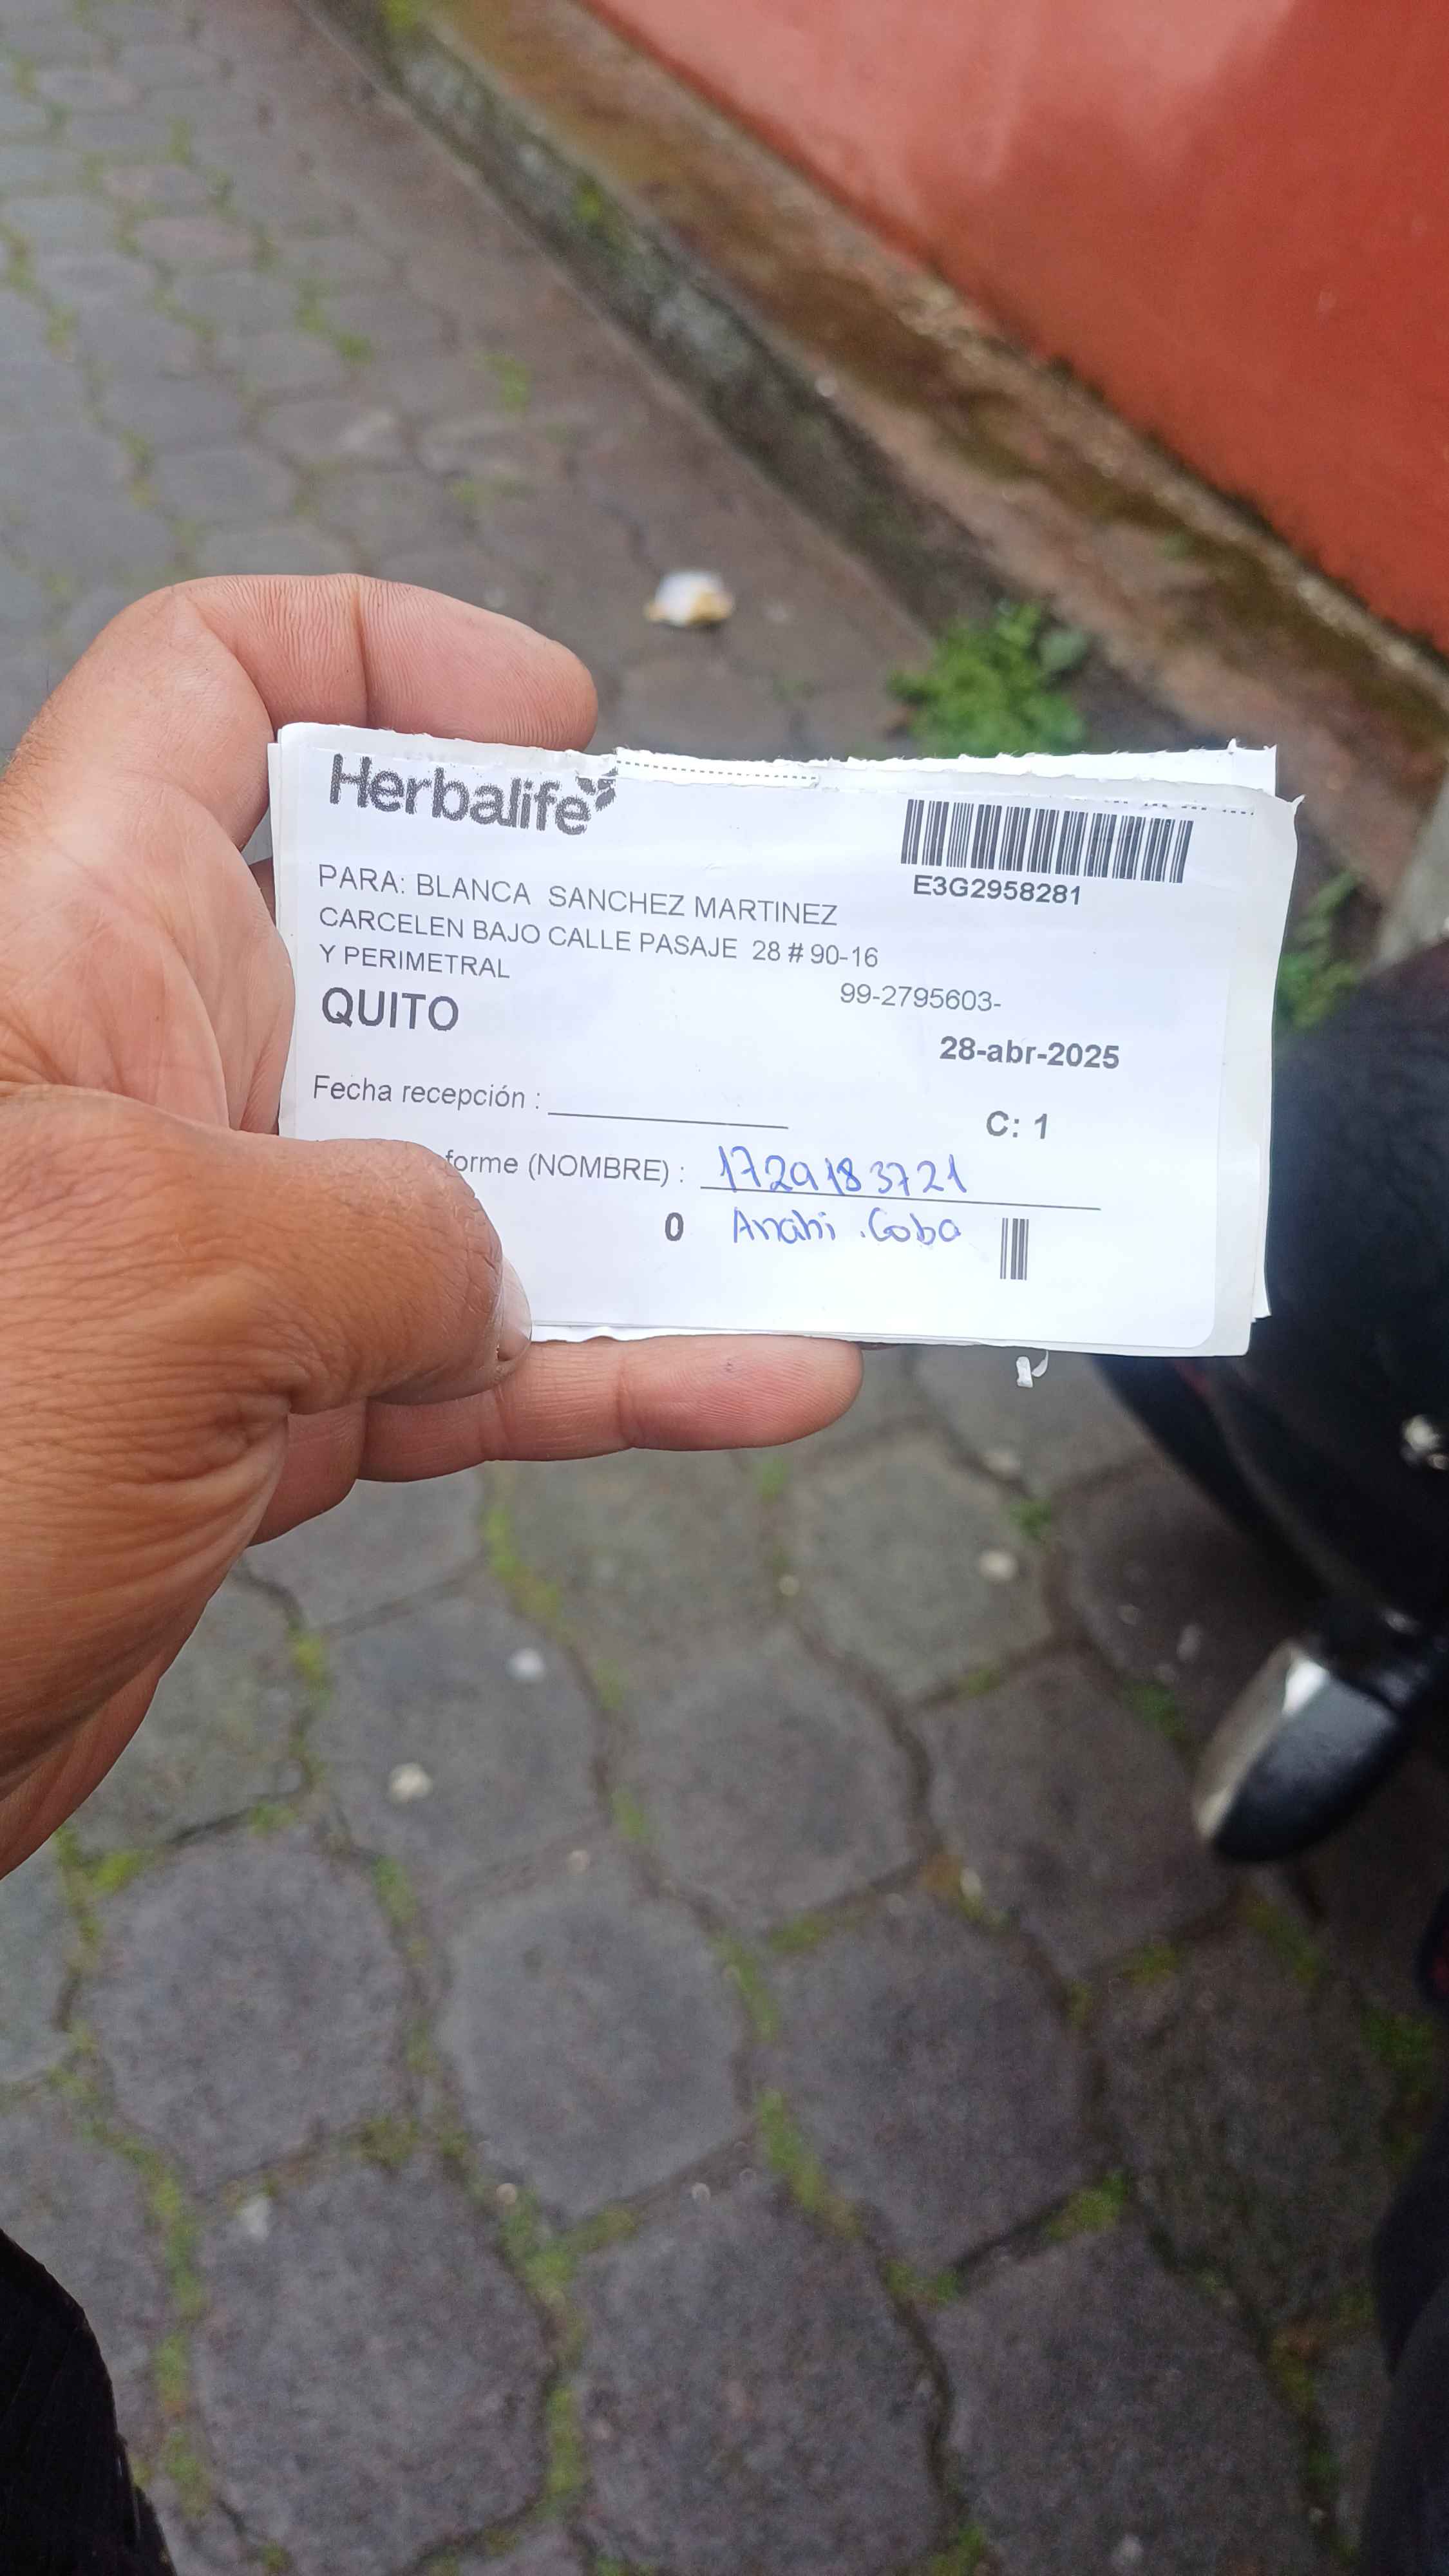 Herbalife
E3G2958281
PARA: BLANCA SANCHEZ MARTINEZ
CARCELEN BAJO CALLE PASAJE 28 # 90-16
Y PERIMETRAL
99-2795603-
QUITO
28-abr-2025
Fecha recepción :
C: 1
forme (NOMBRE) : 1729183721
0 Anahi .Coba